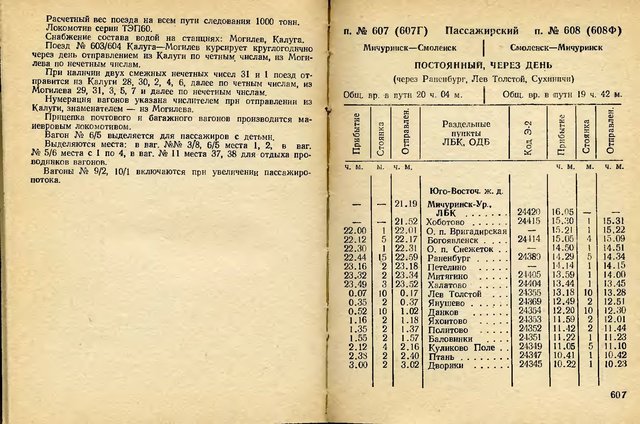 Расчетный вес поезда на всем пути следования 1000 тонн.
Локомотив серии ТЭП60.
Снабжение состава водой на станциях: Могилев, Калуга.
Поезд № 603/604 Калуга—Могилев курсирует круглогодично
через день отправлением из Калуги по четным числам, из Моги-
лева по нечетным числам.
При наличии двух смежных нечетных чисел 31 и 1 поезд от-
правится из Калуги 28, 30, 2, 4, 6, далее по четным числам, из
Могилева 29, 31, 3, 5, 7 и далее по нечетным числам.
Нумерация вагонов указана числителем при отправлении из
Калуги, знаменателем — из Могилева.
Прицепка почтового и багажного вагонов производится ма-
невровым локомотивом.
Вагон № 6/5 выделяется для пассажиров с детьми.
Выделяются места: в ваг. №№ 3/8, 6/5 места 1, 2, в ваг.
№ 5/6 места с 1 по 4, в ваг. № 11 места 37, 38 для отдыха про-
водников вагонов.
Вагоны № 9/2, 10/1 включаются при увеличении пассажиро-
потока.
п. № 607 (607Г) Пассажирский п. № 608 (608Ф)
Мичуринск—Смоленск Смоленск—Мичуринск
ПОСТОЯННЫЙ, ЧЕРЕЗ ДЕНЬ
(через Раненбург, Лев Толстой, Сухиничи)
Общ. вр. в пути 20 ч. 04 м. Общ. вр. в пути 19 ч. 42 м.
Прибытие Стоянка Отправлен. Раздельные пункты ЛБК, ОДБ Код Э-2 Прибытие Стоянка Отправлен.
ч. м. м. ч. м. ч. м. м. ч. м.
Юго-Восточ. ж. д.
— — 21.19 Мичуринск-Ур.,
ЛБК . . . . . . 24420 16.05 — —
— — 21.52 Хоботово . . . . 24415 15.30 1 15.31
22.00 1 22.01 О. п. Бригадирская — 15.21 1 15.22
22.12 5 22.17 Богоявленск . . . 24414 15.05 4 15.09
22.30 1 22.31 О. п. Снежеток . . — 14.50 1 14.51
22.44 15 22.59 Раненбург . . . . 24389 14.29 5 14.34
23.16 2 23.18 Петелино . . . . — 14.14 1 14.15
23.32 2 23.34 Митягино . . . . 24405 13.59 1 14.00
23.49 3 23.52 Халатово . . . . 24404 13.44 1 13.45
0.07 10 0.17 Лев Толстой . . . 24355 13.18 10 13.28
0.35 2 0.37 Янушево . . . . 24369 12.49 2 12.51
0.52 10 1.02 Данков . . . . . 24354 12.20 10 12.30
1.16 2 1.18 Яхонтово . . . . 24353 11.59 2 12.01
1.35 2 1.37 Политово . . . . 24352 11.42 2 11.44
1.55 2 1.57 Баловинки . . . . 24351 11.22 1 11.23
2.12 4 2.16 Куликово Поле . . 24349 11.05 5 11.10
2.38 2 2.40 Птань . . . . . 24347 10.41 1 10.42
3.00 2 3.02 Дворики . . . . 24345 10.22 1 10.23
607